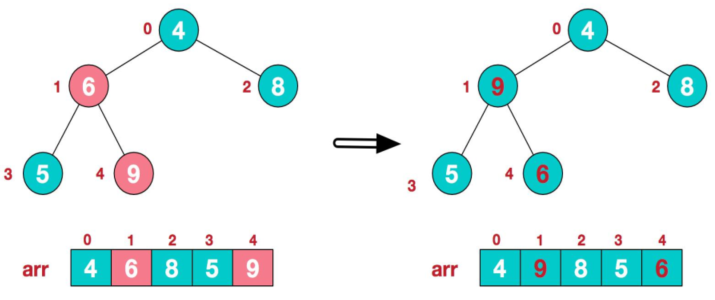 0 4
1 6 2 8
3 5 4 9
0 1 2 3 4
arr 4 6 8 5 9
0 4
1 9 2 8
3 5 4 6
0 1 2 3 4
arr 4 9 8 5 6